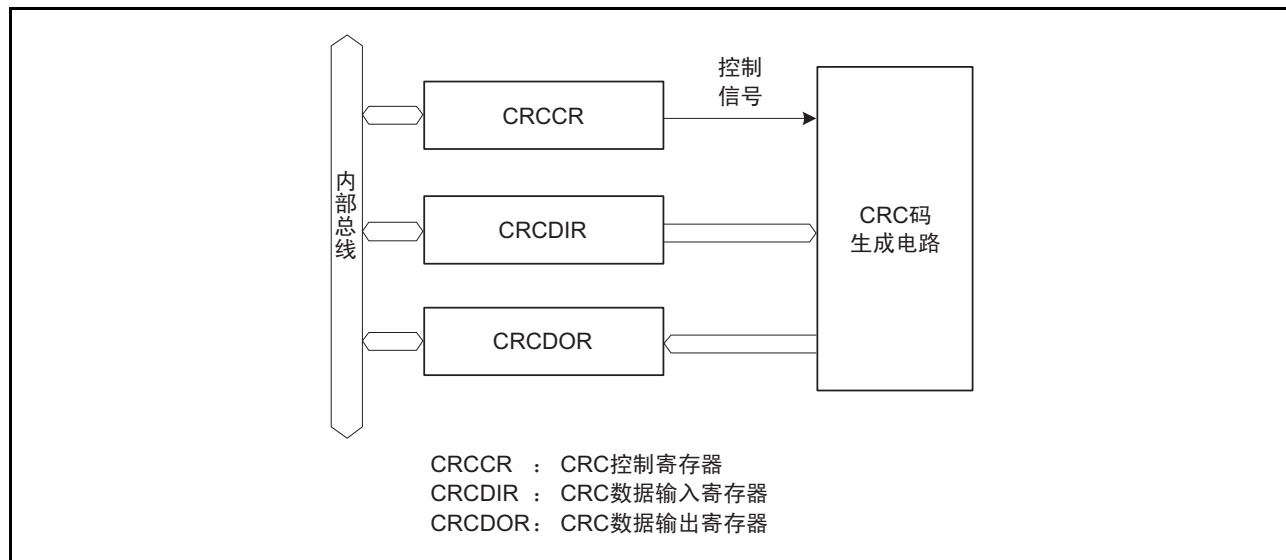 控制
信号
CRCCR
内部总线
CRCDIR
CRC码
生成电路
CRCDOR
CRCCR ： CRC控制寄存器
CRCDIR ： CRC数据输入寄存器
CRCDOR： CRC数据输出寄存器